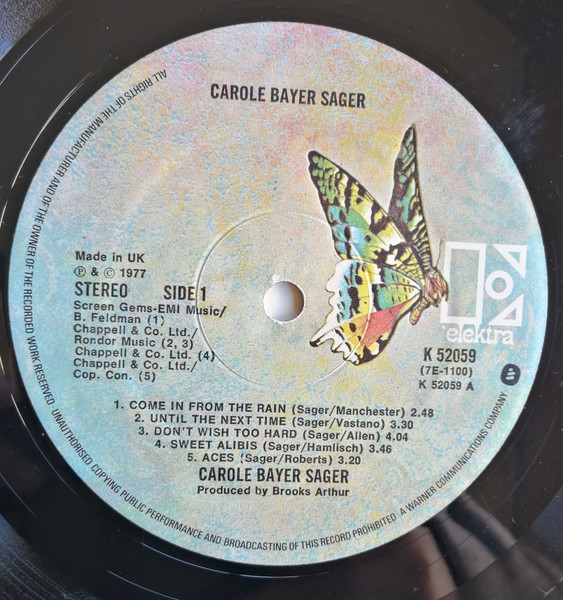 CAROLE BAYER SAGER
Made in UK
Ⓟ & © 1977
STEREO SIDE 1
Screen Gems-EMI Music/
B. Feldman (1)
Chappell & Co. Ltd./
Rondor Music (2, 3)
Chappell & Co. Ltd. (4)
Chappell & Co. Ltd./
Cop. Con. (5)
elektra
K 52059
(7E-1100)
K 52059 A
1. COME IN FROM THE RAIN (Sager/Manchester) 2.48
2. UNTIL THE NEXT TIME (Sager/Vastano) 3.30
3. DON'T WISH TOO HARD (Sager/Allen) 4.04
4. SWEET ALIBIS (Sager/Hamlisch) 3.46
5. ACES (Sager/Roberts) 3.20
CAROLE BAYER SAGER
Produced by Brooks Arthur
ALL RIGHTS OF THE MANUFACTURER AND OF THE OWNER OF THE RECORDED WORK RESERVED UNAUTHORISED COPYING PUBLIC PERFORMANCE AND BROADCASTING OF THIS RECORD PROHIBITED A WARNER COMMUNICATIONS COMPANY